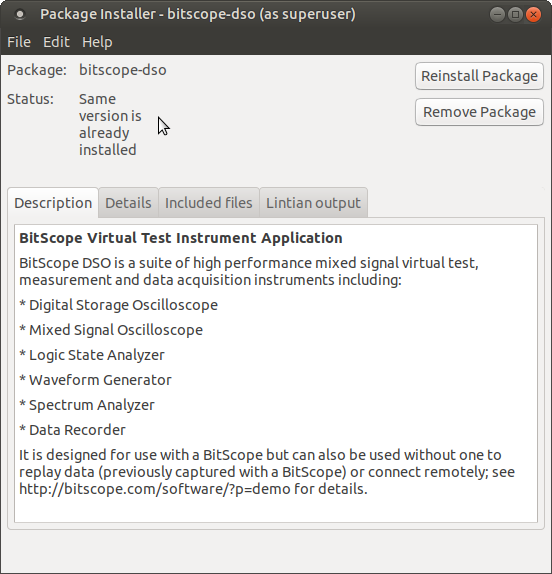 Package Installer - bitscope-dso (as superuser)
File Edit Help
Package: bitscope-dso
Reinstall Package
Status: Same
version is
already
installed
Remove Package
Description Details Included files Lintian output
BitScope Virtual Test Instrument Application
BitScope DSO is a suite of high performance mixed signal virtual test,
measurement and data acquisition instruments including:
* Digital Storage Oscilloscope
* Mixed Signal Oscilloscope
* Logic State Analyzer
* Waveform Generator
* Spectrum Analyzer
* Data Recorder
It is designed for use with a BitScope but can also be used without one to
replay data (previously captured with a BitScope) or connect remotely; see
http://bitscope.com/software/?p=demo for details.